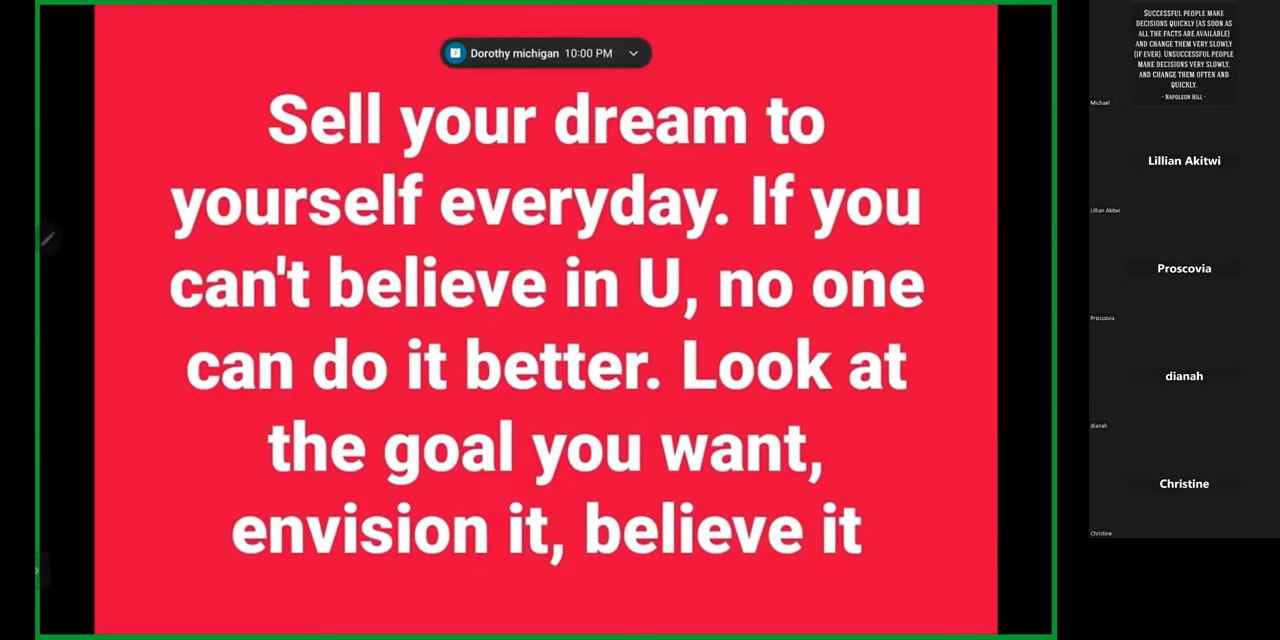 Dorothy michigan 10:00 PM
Sell your dream to
yourself everyday. If you
can't believe in U, no one
can do it better. Look at
the goal you want,
envision it, believe it
SUCCESSFUL PEOPLE MAKE
DECISIONS QUICKLY (AS SOON AS
ALL THE FACTS ARE AVAILABLE)
AND CHANGE THEM VERY SLOWLY
(IF EVER). UNSUCCESSFUL PEOPLE
MAKE DECISIONS VERY SLOWLY,
AND CHANGE THEM OFTEN AND
QUICKLY.
- NAPOLEON HILL -
Michael
Lillian Akitwi
Lillian Akitwi
Proscovia
Proscovia
dianah
dianah
Christine
Christine